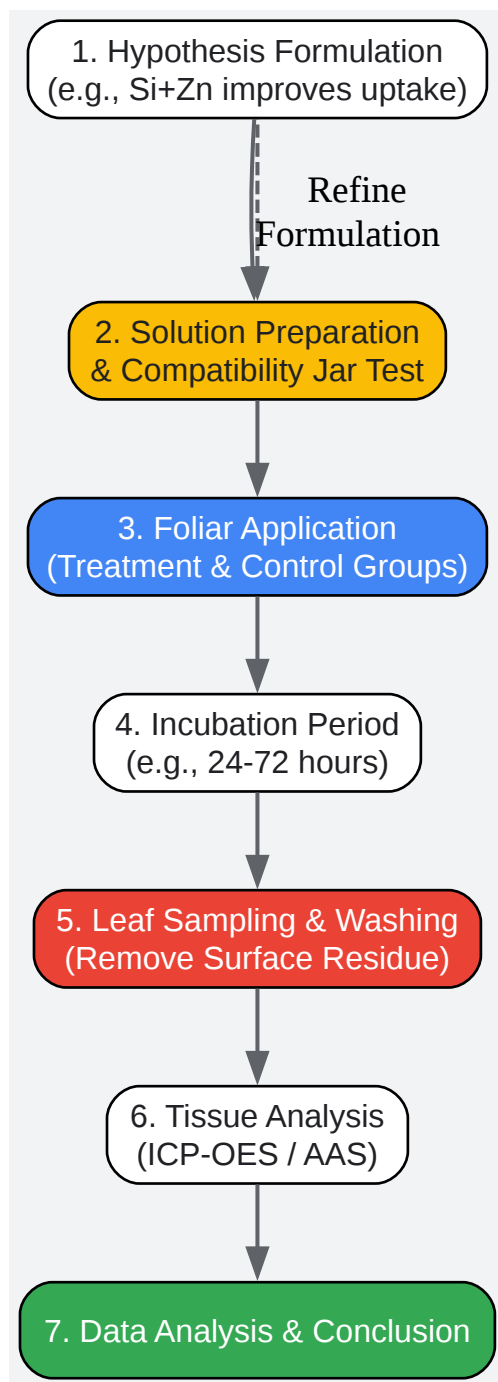 1. Hypothesis Formulation
(e.g., Si+Zn improves uptake)
Refine
Formulation
2. Solution Preparation
& Compatibility Jar Test
3. Foliar Application
(Treatment & Control Groups)
4. Incubation Period
(e.g., 24-72 hours)
5. Leaf Sampling & Washing
(Remove Surface Residue)
6. Tissue Analysis
(ICP-OES / AAS)
7. Data Analysis & Conclusion